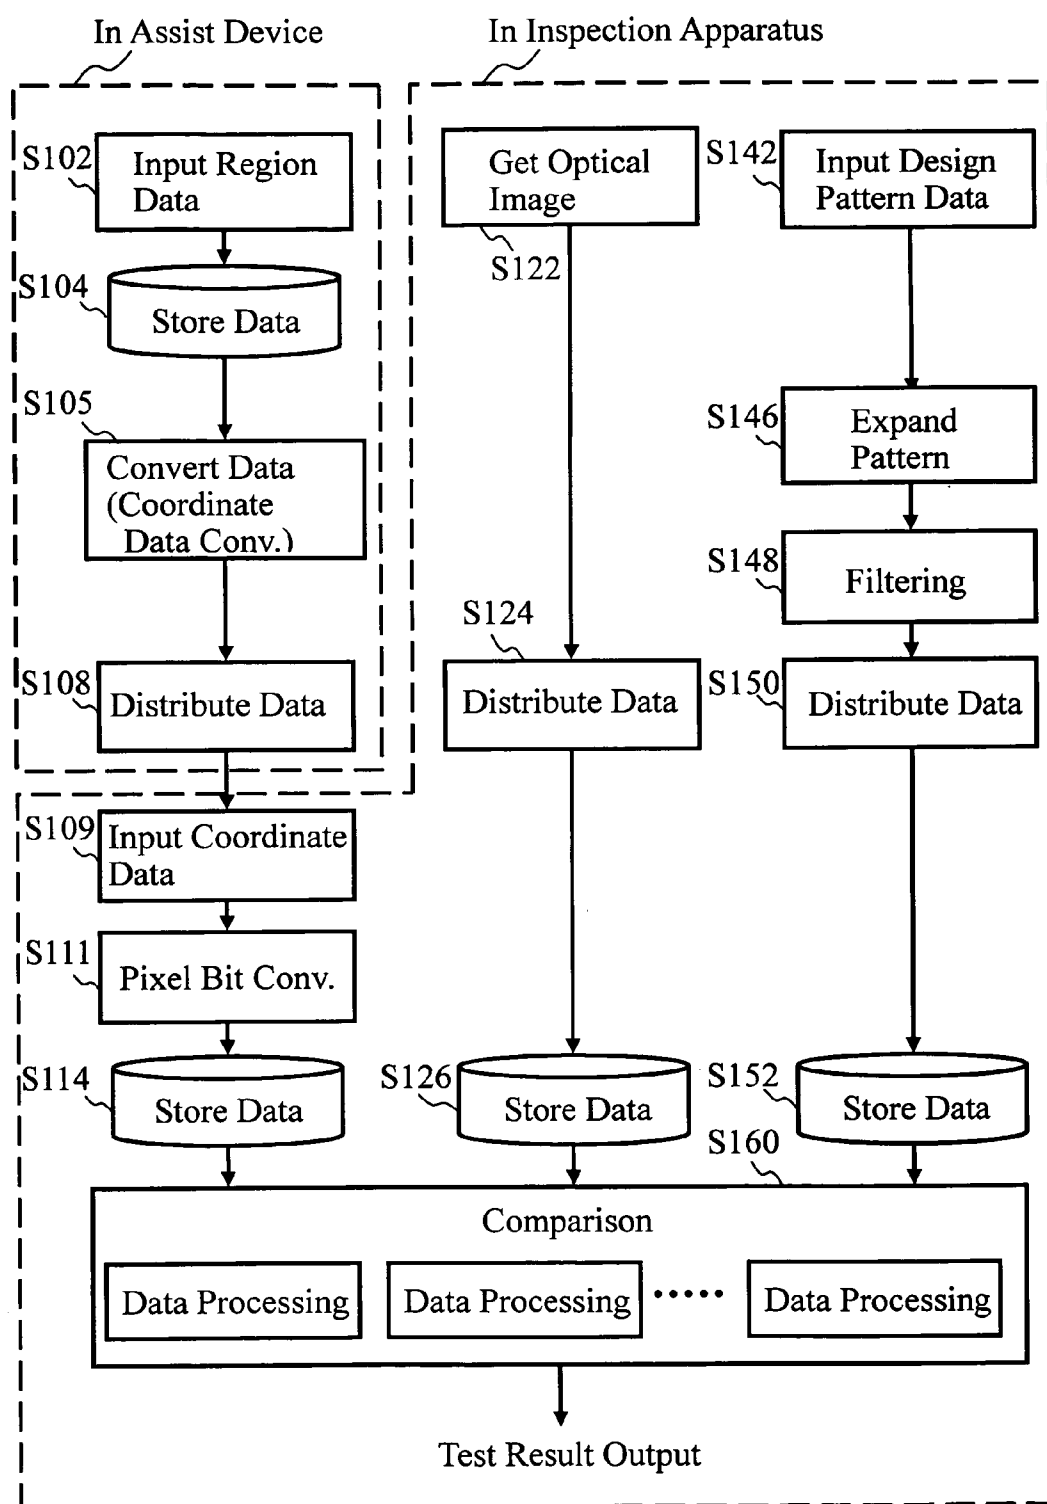 In Assist Device
In Inspection Apparatus
S102
Input Region
Data
S104
Store Data
S105
Convert Data
(Coordinate
Data Conv.)
S108
Distribute Data
S109
Input Coordinate
Data
S111
Pixel Bit Conv.
S114
Store Data
Get Optical
Image
S122
S124
Distribute Data
S126
Store Data
S142
Input Design
Pattern Data
S146
Expand
Pattern
S148
Filtering
S150
Distribute Data
S152
Store Data
S160
Comparison
Data Processing
Data Processing
.....
Data Processing
Test Result Output